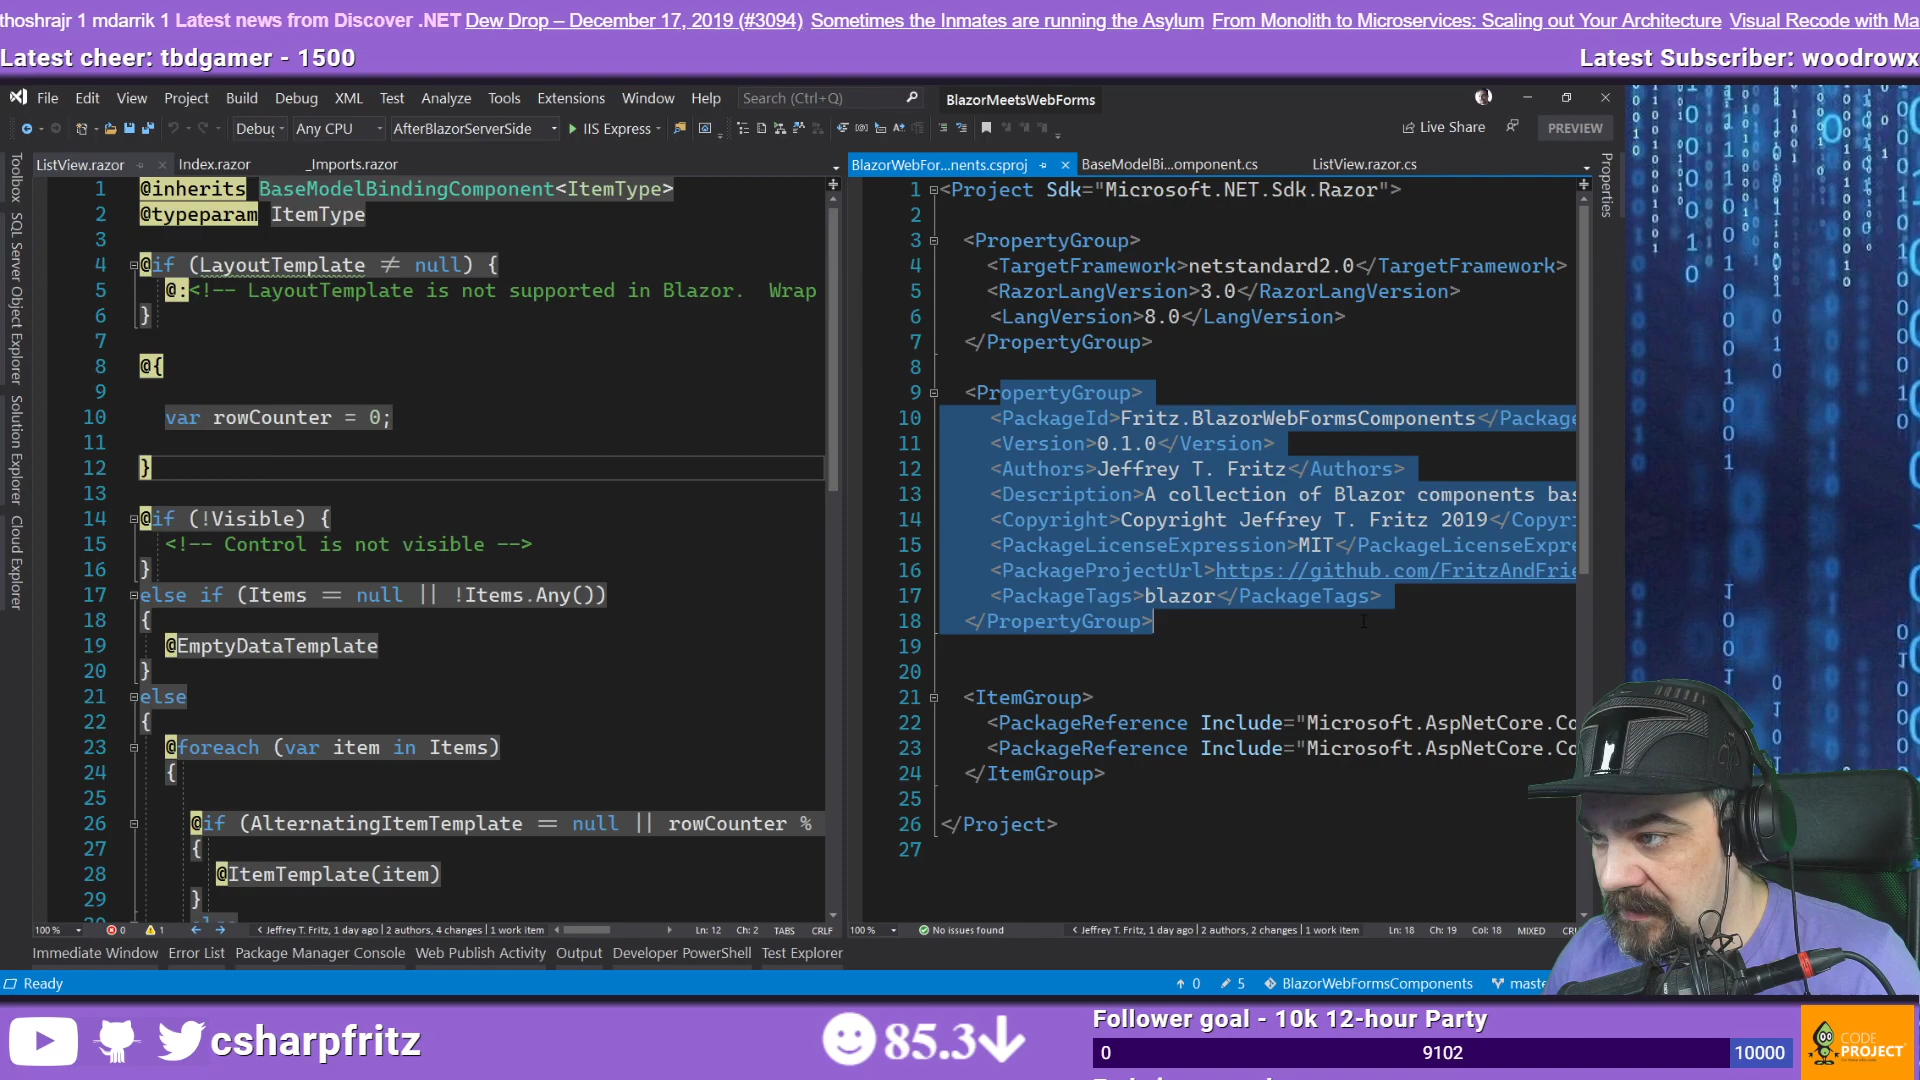 thoshrajr 1 mdarrik 1 Latest news from Discover .NET Dew Drop – December 17, 2019 (#3094) Sometimes the Inmates are running the Asylum From Monolith to Microservices: Scaling out Your Architecture Visual Recode with Ma
Latest cheer: tbdgamer - 1500
Latest Subscriber: woodrowx
File Edit View Project Build Debug XML Test Analyze Tools Extensions Window Help Search (Ctrl+Q) BlazorMeetsWebForms
Debug Any CPU AfterBlazorServerSide IIS Express Live Share PREVIEW
Toolbox
SQL Server Object Explorer
Solution Explorer
Cloud Explorer
ListView.razor Index.razor _Imports.razor
1 @inherits BaseModelBindingComponent<ItemType>
2 @typeparam ItemType
3
4 @if (LayoutTemplate ≠ null) {
5 @:<!-- LayoutTemplate is not supported in Blazor.  Wrap
6 }
7
8 @{
9
10 var rowCounter = 0;
11
12 }
13
14 @if (!Visible) {
15 <!-- Control is not visible -->
16 }
17 else if (Items == null || !Items.Any())
18 {
19 @EmptyDataTemplate
20 }
21 else
22 {
23 @foreach (var item in Items)
24 {
25
26 @if (AlternatingItemTemplate == null || rowCounter %
27 {
28 @ItemTemplate(item)
29 }
100 % 0 1 Jeffrey T. Fritz, 1 day ago | 2 authors, 4 changes | 1 work item Ln: 12 Ch: 2 TABS CRLF
BlazorWebFor...nents.csproj BaseModelBi...omponent.cs ListView.razor.cs
Properties
1 <Project Sdk="Microsoft.NET.Sdk.Razor">
2
3 <PropertyGroup>
4 <TargetFramework>netstandard2.0</TargetFramework>
5 <RazorLangVersion>3.0</RazorLangVersion>
6 <LangVersion>8.0</LangVersion>
7 </PropertyGroup>
8
9 <PropertyGroup>
10 <PackageId>Fritz.BlazorWebFormsComponents</Package
11 <Version>0.1.0</Version>
12 <Authors>Jeffrey T. Fritz</Authors>
13 <Description>A collection of Blazor components bas
14 <Copyright>Copyright Jeffrey T. Fritz 2019</Copyri
15 <PackageLicenseExpression>MIT</PackageLicenseExpre
16 <PackageProjectUrl>https://github.com/FritzAndFrie
17 <PackageTags>blazor</PackageTags>
18 </PropertyGroup>
19
20
21 <ItemGroup>
22 <PackageReference Include="Microsoft.AspNetCore.Co
23 <PackageReference Include="Microsoft.AspNetCore.Co
24 </ItemGroup>
25
26 </Project>
27
100 % No issues found Jeffrey T. Fritz, 1 day ago | 2 authors, 2 changes | 1 work item Ln: 18 Ch: 19 Col: 18 MIXED
Immediate Window Error List Package Manager Console Web Publish Activity Output Developer PowerShell Test Explorer
Ready 0 5 BlazorWebFormsComponents maste
csharpfritz
85.3
Follower goal - 10k 12-hour Party
0 9102 10000
CODE
PROJECT